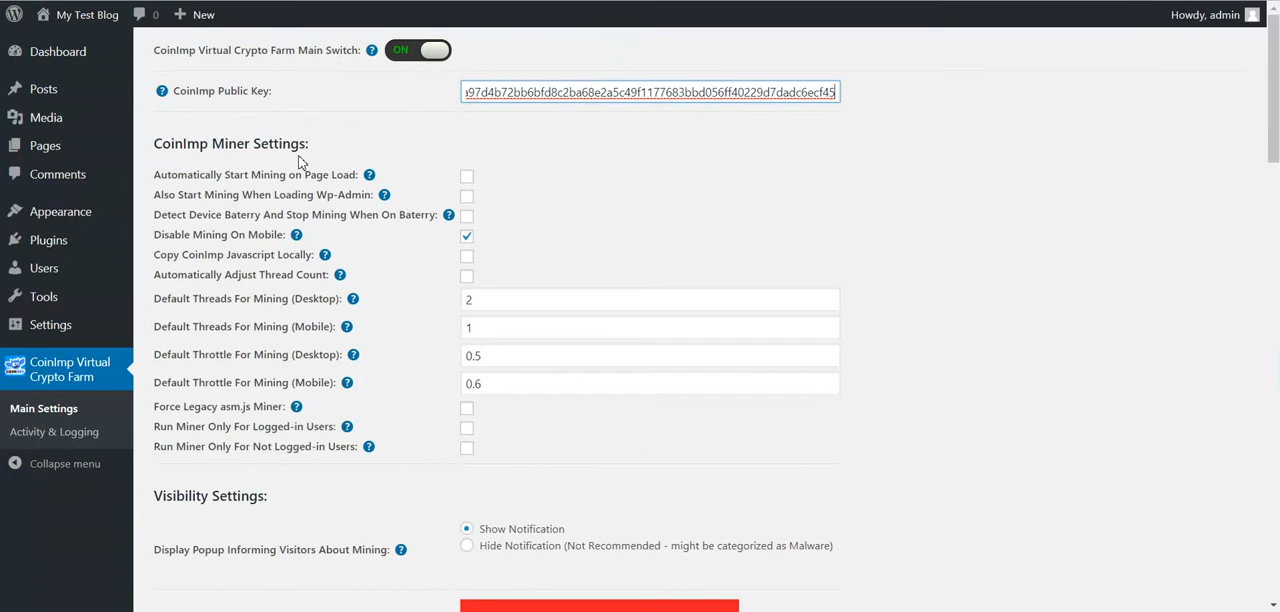 My Test Blog
0
New
Howdy, admin
Dashboard
Posts
Media
Pages
Comments
Appearance
Plugins
Users
Tools
Settings
CoinImp Virtual
Crypto Farm
Main Settings
Activity & Logging
Collapse menu
CoinImp Virtual Crypto Farm Main Switch: ? ON
? CoinImp Public Key: 97d4b72bb6bfd8c2ba68e2a5c49f1177683bbd056ff40229d7dadc6ecf45
CoinImp Miner Settings:
Automatically Start Mining on Page Load: ?
Also Start Mining When Loading Wp-Admin: ?
Detect Device Baterry And Stop Mining When On Baterry: ?
Disable Mining On Mobile: ?
Copy CoinImp Javascript Locally: ?
Automatically Adjust Thread Count: ?
Default Threads For Mining (Desktop): ? 2
Default Threads For Mining (Mobile): ? 1
Default Throttle For Mining (Desktop): ? 0.5
Default Throttle For Mining (Mobile): ? 0.6
Force Legacy asm.js Miner: ?
Run Miner Only For Logged-in Users: ?
Run Miner Only For Not Logged-in Users: ?
Visibility Settings:
Show Notification
Hide Notification (Not Recommended - might be categorized as Malware)
Display Popup Informing Visitors About Mining: ?